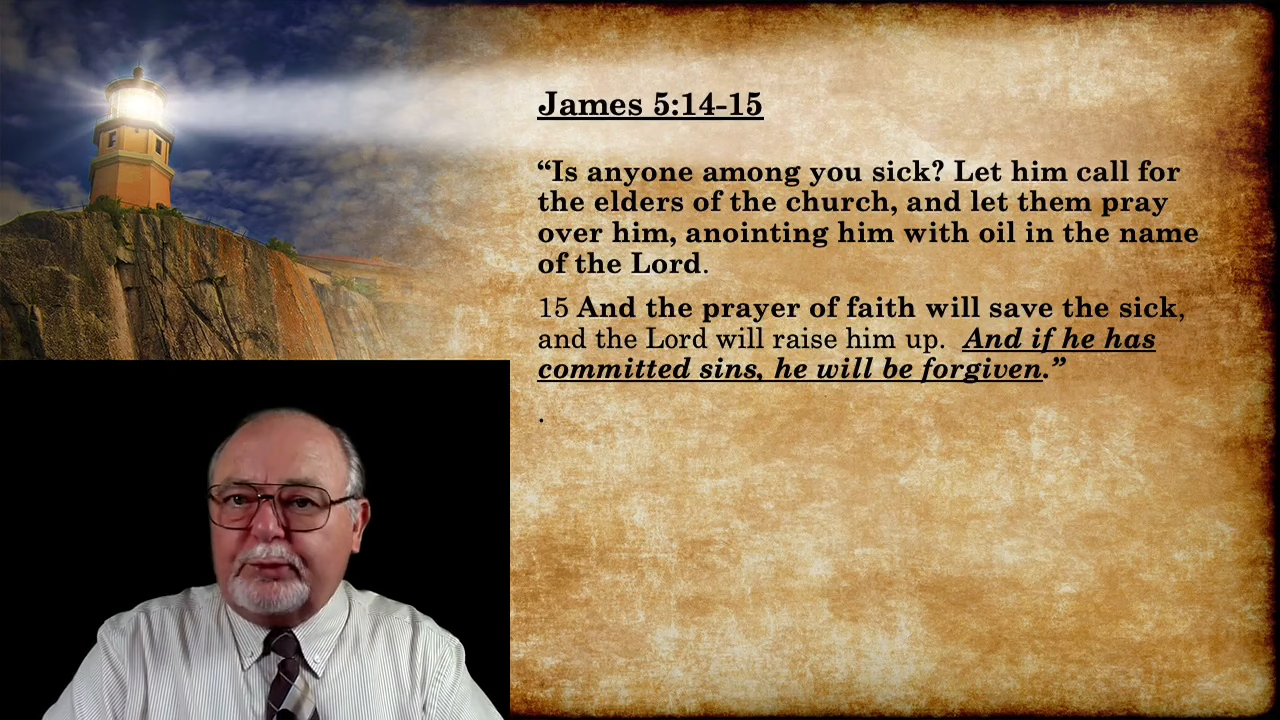 James 5:14-15
“Is anyone among you sick? Let him call for
the elders of the church, and let them pray
over him, anointing him with oil in the name
of the Lord.
15 And the prayer of faith will save the sick,
and the Lord will raise him up.  And if he has
committed sins, he will be forgiven.”
.